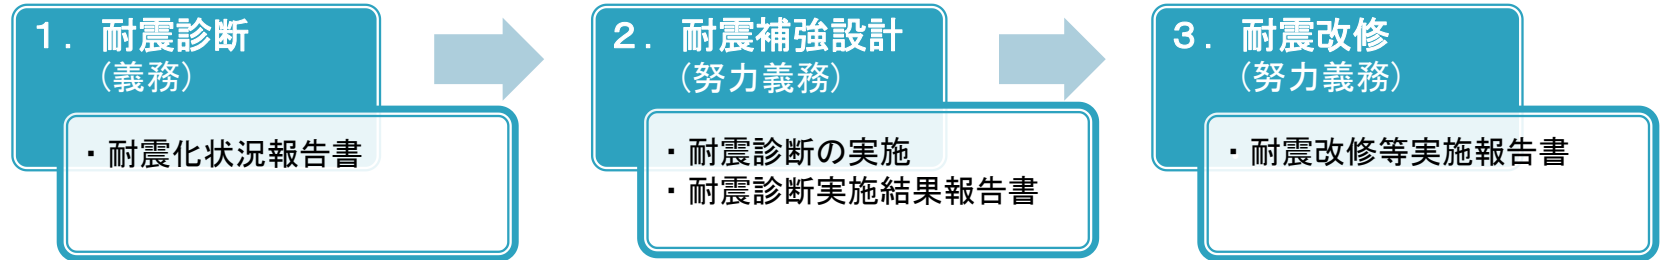 １．耐震診断
（義務）
・耐震化状況報告書
２．耐震補強設計
（努力義務）
・耐震診断の実施
・耐震診断実施結果報告書
３．耐震改修
（努力義務）
・耐震改修等実施報告書